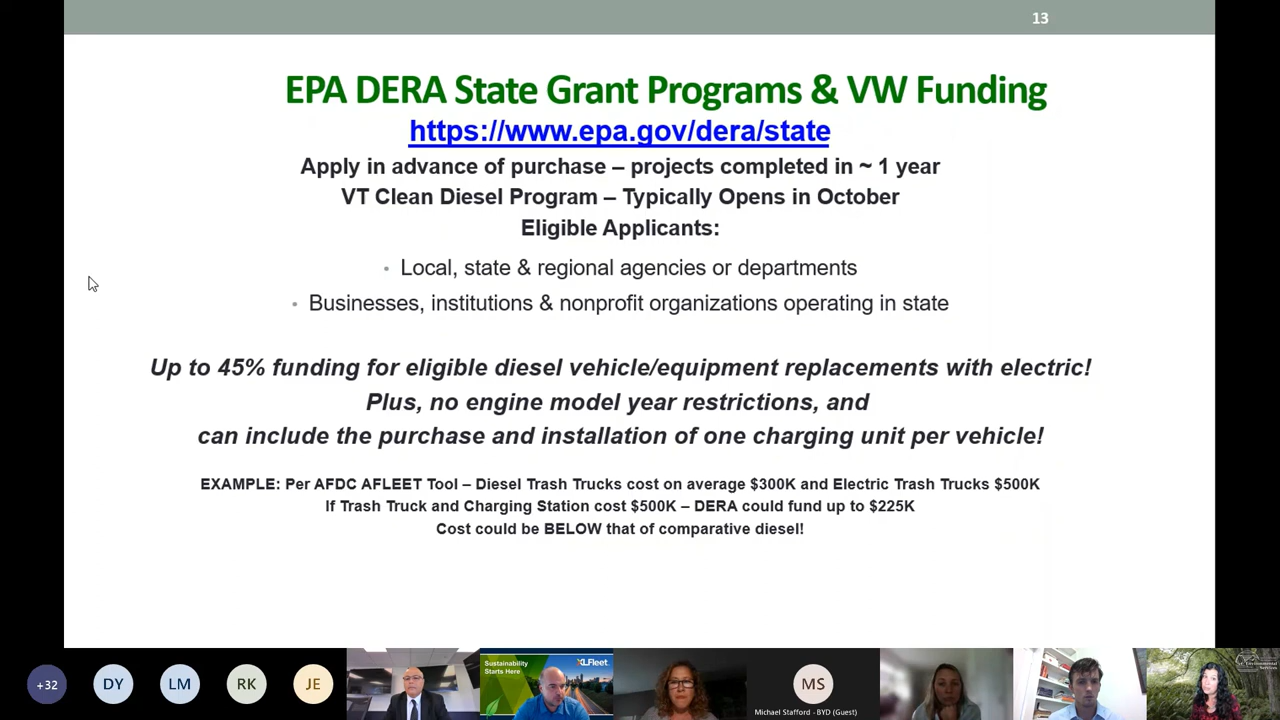 13
EPA DERA State Grant Programs & VW Funding
https://www.epa.gov/dera/state
Apply in advance of purchase – projects completed in ~ 1 year
VT Clean Diesel Program – Typically Opens in October
Eligible Applicants:
• Local, state & regional agencies or departments
• Businesses, institutions & nonprofit organizations operating in state
Up to 45% funding for eligible diesel vehicle/equipment replacements with electric!
Plus, no engine model year restrictions, and
can include the purchase and installation of one charging unit per vehicle!
EXAMPLE: Per AFDC AFLEET Tool – Diesel Trash Trucks cost on average $300K and Electric Trash Trucks $500K
If Trash Truck and Charging Station cost $500K – DERA could fund up to $225K
Cost could be BELOW that of comparative diesel!
+32
DY
LM
RK
JE
Sustainability
Starts Here
XLFleet
MS
Michael Stafford - BYD (Guest)
Environmental